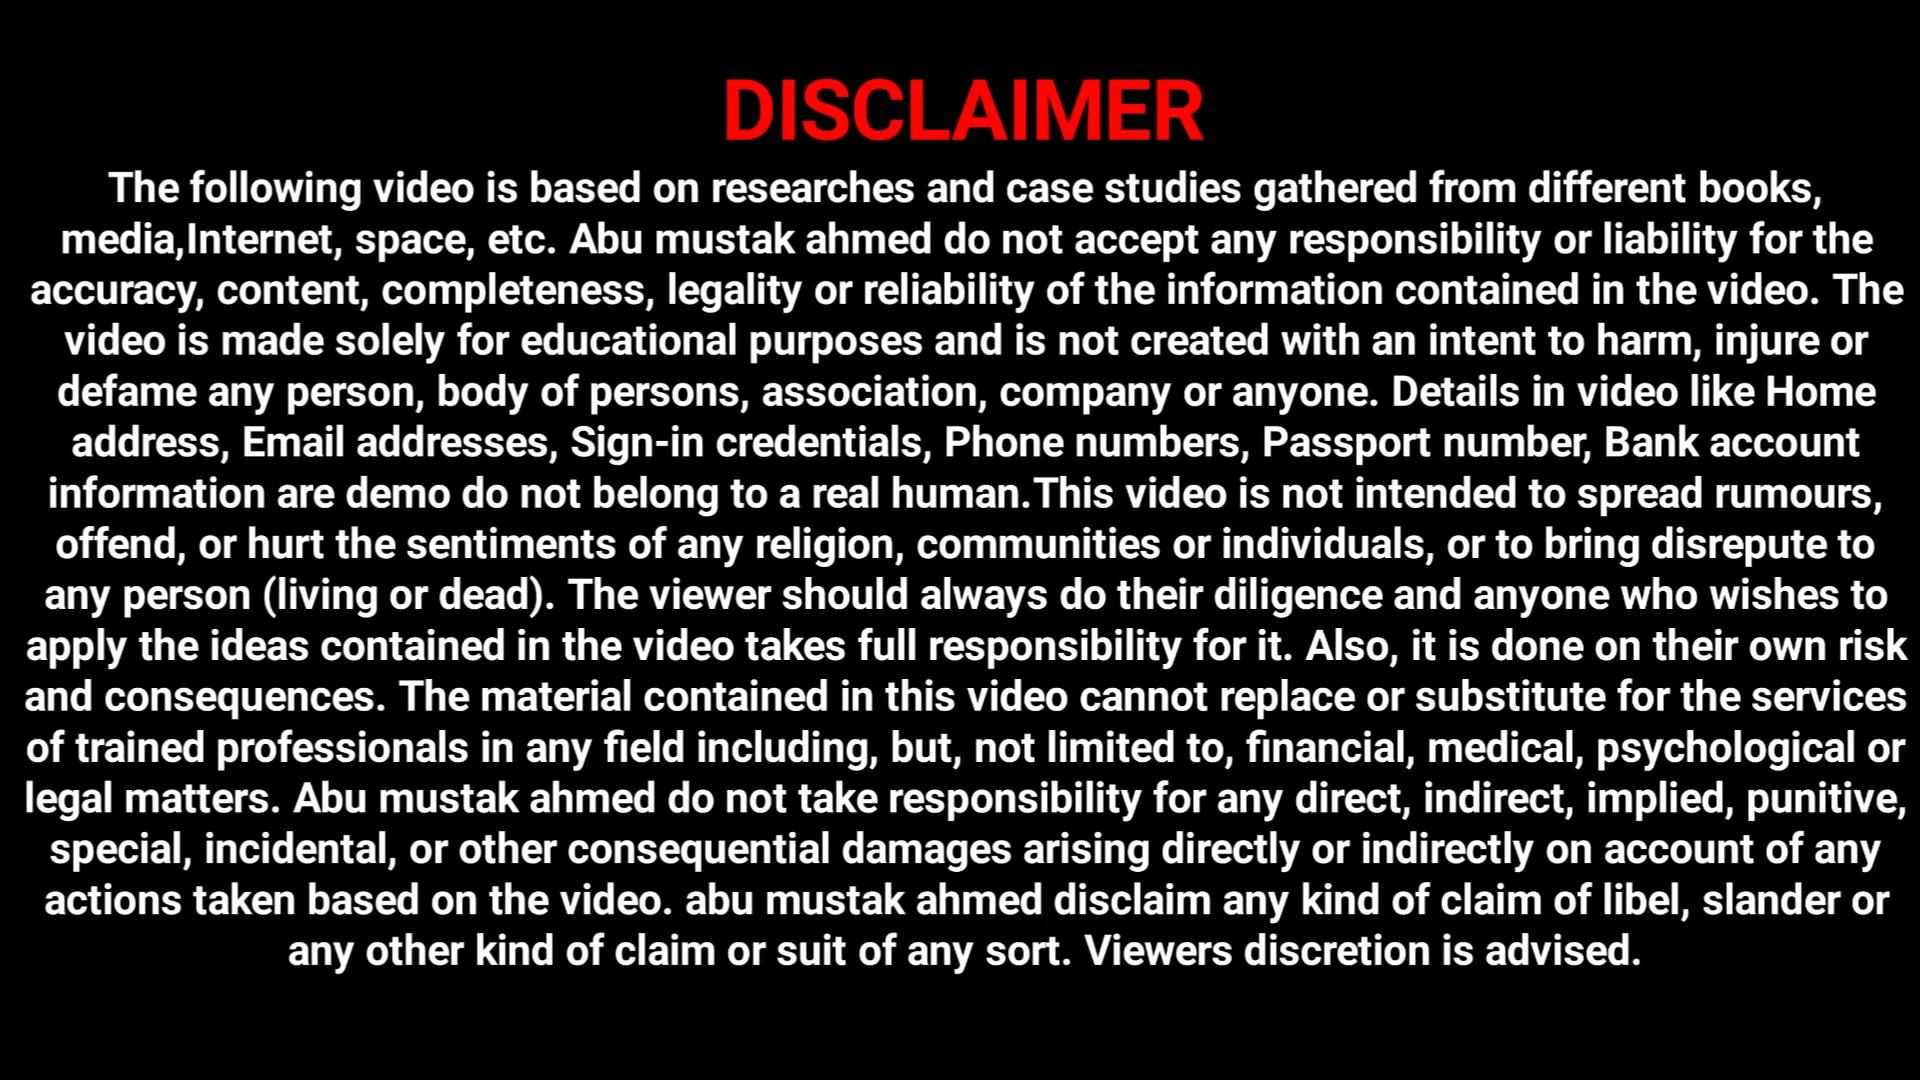 DISCLAIMER
The following video is based on researches and case studies gathered from different books,
media,Internet, space, etc. Abu mustak ahmed do not accept any responsibility or liability for the
accuracy, content, completeness, legality or reliability of the information contained in the video. The
video is made solely for educational purposes and is not created with an intent to harm, injure or
defame any person, body of persons, association, company or anyone. Details in video like Home
address, Email addresses, Sign-in credentials, Phone numbers, Passport number, Bank account
information are demo do not belong to a real human.This video is not intended to spread rumours,
offend, or hurt the sentiments of any religion, communities or individuals, or to bring disrepute to
any person (living or dead). The viewer should always do their diligence and anyone who wishes to
apply the ideas contained in the video takes full responsibility for it. Also, it is done on their own risk
and consequences. The material contained in this video cannot replace or substitute for the services
of trained professionals in any field including, but, not limited to, financial, medical, psychological or
legal matters. Abu mustak ahmed do not take responsibility for any direct, indirect, implied, punitive,
special, incidental, or other consequential damages arising directly or indirectly on account of any
actions taken based on the video. abu mustak ahmed disclaim any kind of claim of libel, slander or
any other kind of claim or suit of any sort. Viewers discretion is advised.